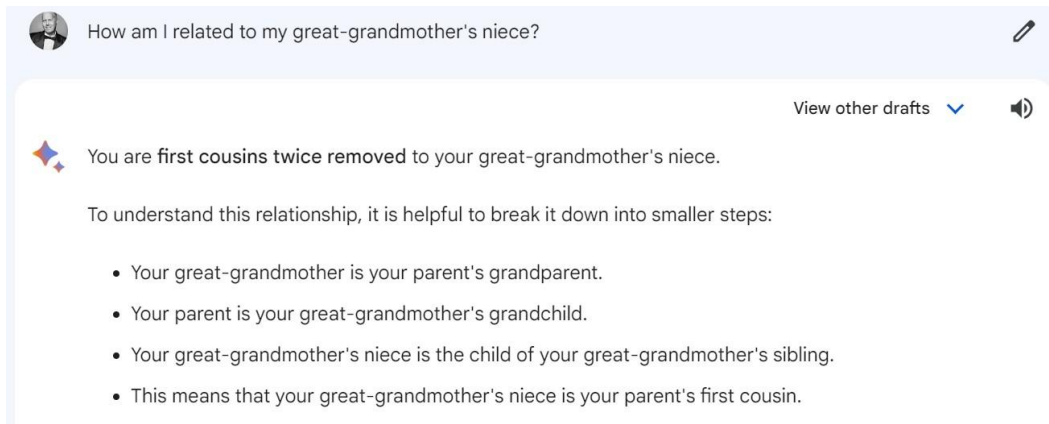 How am I related to my great-grandmother's niece?
View other drafts
You are first cousins twice removed to your great-grandmother's niece.
To understand this relationship, it is helpful to break it down into smaller steps:
• Your great-grandmother is your parent's grandparent.
• Your parent is your great-grandmother's grandchild.
• Your great-grandmother's niece is the child of your great-grandmother's sibling.
• This means that your great-grandmother's niece is your parent's first cousin.